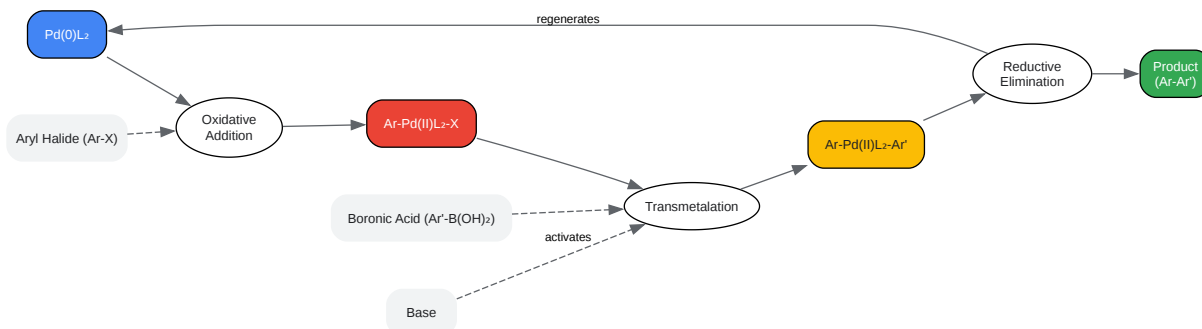 regenerates
Pd(0)L₂
Aryl Halide (Ar-X)
Oxidative
Addition
Ar-Pd(II)L₂-X
Boronic Acid (Ar'-B(OH)₂)
activates
Base
Transmetalation
Ar-Pd(II)L₂-Ar'
Reductive
Elimination
Product
(Ar-Ar')